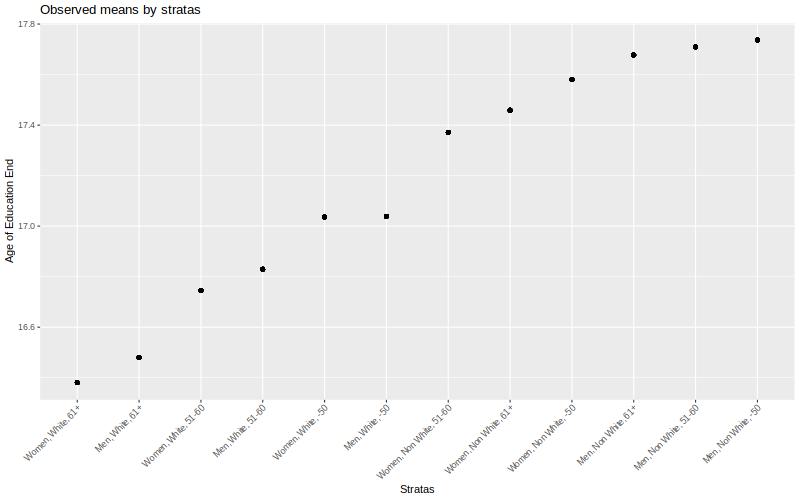 Observed means by stratas
Age of Education End
17.8
17.4
17.0
16.6
Women, White, 61+
Men, White, 61+
Women, White, 51-60
Men, White, 51-60
Women, White, -50
Men, White, -50
Women, Non White, 51-60
Women, Non White, 61+
Women, Non White, -50
Men, Non White, 61+
Men, Non White, 51-60
Men, Non White, -50
Stratas